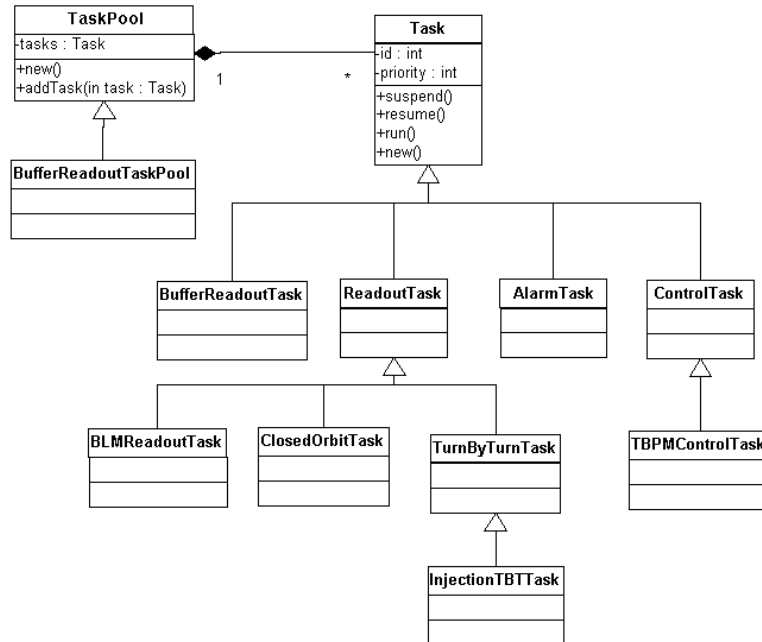 TaskPool
-tasks : Task
+new()
+addTask(in task : Task)
1
*
Task
-id : int
-priority : int
+suspend()
+resume()
+run()
+new()
BufferReadoutTaskPool
BufferReadoutTask
ReadoutTask
AlarmTask
ControlTask
BLMReadoutTask
ClosedOrbitTask
TurnByTurnTask
TBPMControlTask
InjectionTBTTask